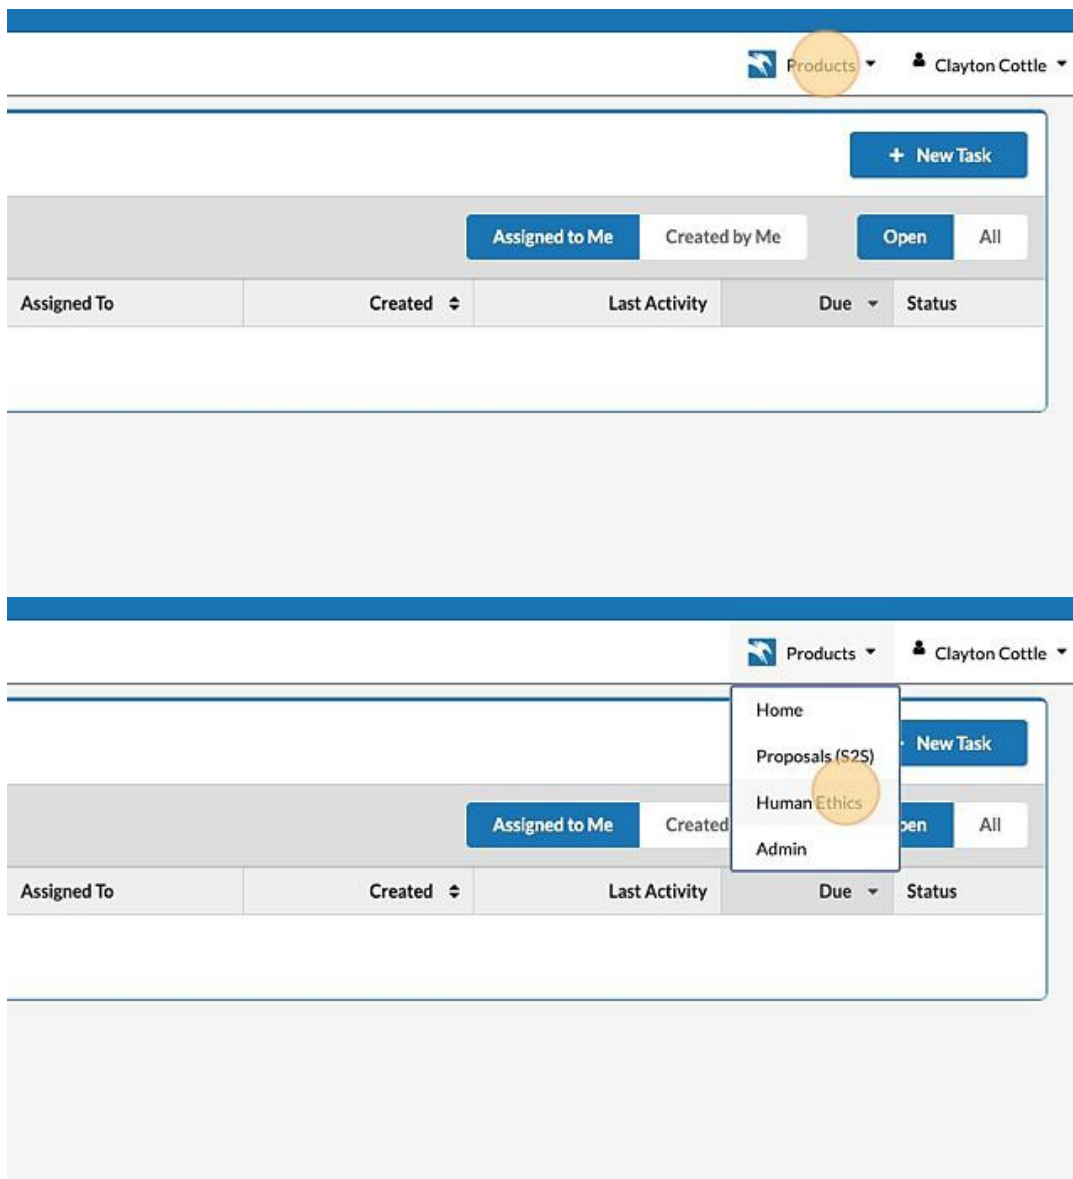 Products Clayton Cottle
+ New Task
Assigned to Me Created by Me Open All
Assigned To Created Last Activity Due Status
Products Clayton Cottle
Home
New Task
Proposals (S2S)
Human Ethics
Assigned to Me Created pen All
Admin
Assigned To Created Last Activity Due Status